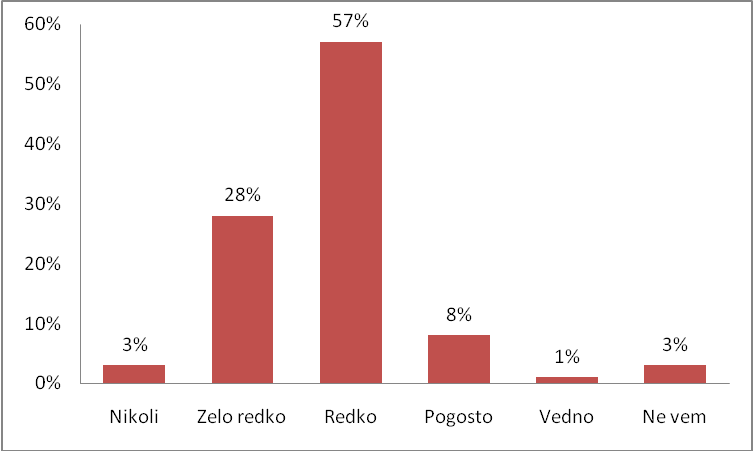 60%
50%
40%
30%
20%
10%
0%
3%
28%
57%
8%
1%
3%
Nikoli
Zelo redko
Redko
Pogosto
Vedno
Ne vem